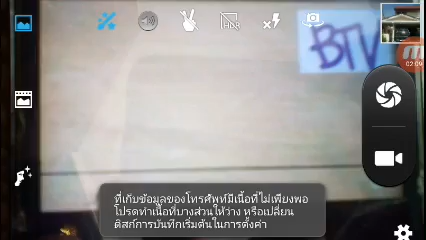 HDR
BTV
02:09
ที่เก็บข้อมูลของโทรศัพท์มีเนื้อที่ไม่เพียงพอ
โปรดทำเนื้อที่บางส่วนให้ว่าง หรือเปลี่ยน
ดิสก์การบันทึกเริ่มต้นในการตั้งค่า